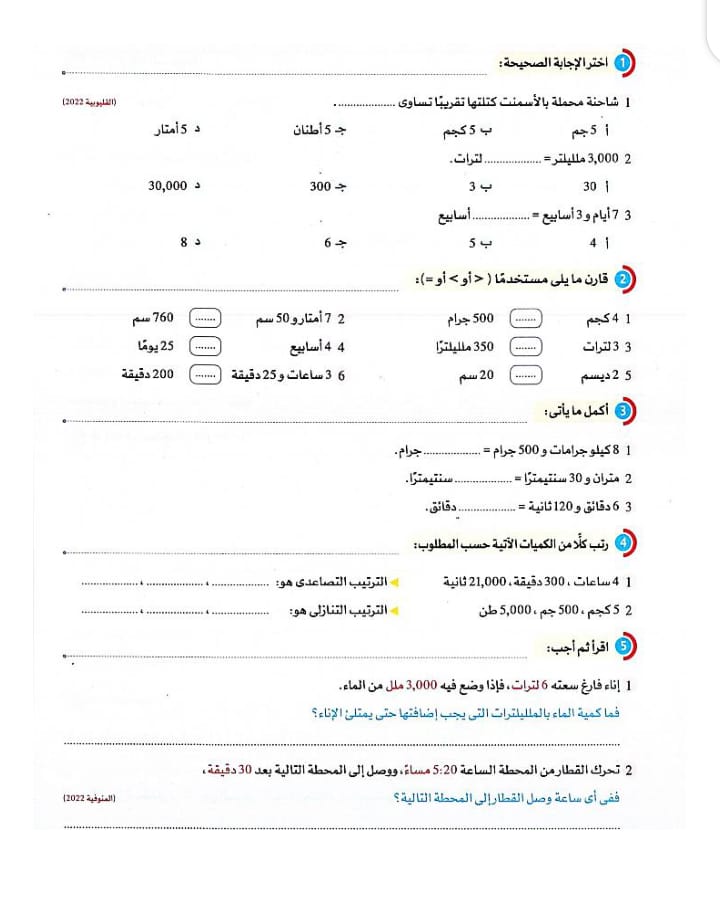 1 اختر الإجابة الصحيحة:
1 شاحنة محملة بالأسمنت كتلتها تقريبًا تساوى .................... . (القليوبية 2022)
أ 5 جم ب 5 كجم جـ 5 أطنان د 5 أمتار
2 3,000 ملليلتر = .................... لترات.
أ 30 ب 3 جـ 300 د 30,000
3 7 أيام و 3 أسابيع = .................... أسابيع
أ 4 ب 5 جـ 6 د 8
2 قارن ما يلى مستخدمًا ( < أو > أو = ):
1 4 كجم ....... 500 جرام 2 7 أمتار و 50 سم ....... 760 سم
3 3 لترات ....... 350 ملليلترًا 4 4 أسابيع ....... 25 يومًا
5 2 ديسم ....... 20 سم 6 3 ساعات و 25 دقيقة ....... 200 دقيقة
3 أكمل ما يأتى:
1 8 كيلو جرامات و 500 جرام = .................... جرام.
2 متران و 30 سنتيمترًا = .................... سنتيمترًا.
3 6 دقائق و 120 ثانية = .................... دقائق.
4 رتب كلًّا من الكميات الآتية حسب المطلوب:
1 4 ساعات ، 300 دقيقة ، 21,000 ثانية الترتيب التصاعدى هو: .................... ، .................... ، ....................
2 5 كجم ، 500 جم ، 5,000 طن الترتيب التنازلى هو: .................... ، .................... ، ....................
5 اقرأ ثم أجب:
1 إناء فارغ سعته 6 لترات، فإذا وضع فيه 3,000 ملل من الماء.
فما كمية الماء بالملليلترات التى يجب إضافتها حتى يمتلئ الإناء؟
2 تحرك القطار من المحطة الساعة 5:20 مساءً، ووصل إلى المحطة التالية بعد 30 دقيقة،
ففى أى ساعة وصل القطار إلى المحطة التالية؟ (المنوفية 2022)